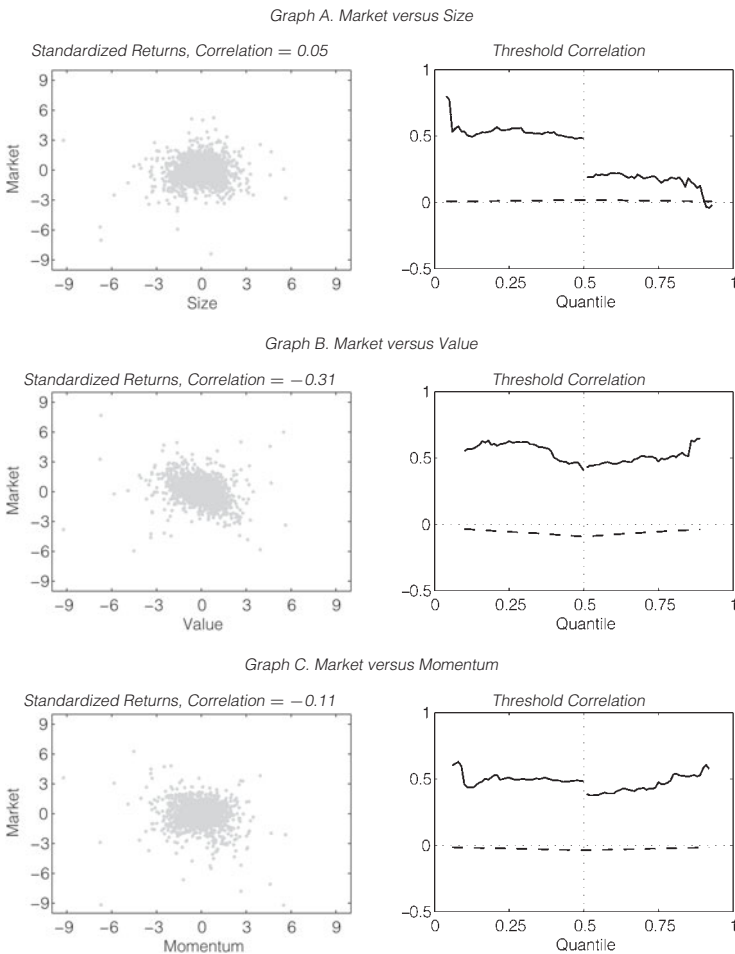 Graph A. Market versus Size
Standardized Returns, Correlation = 0.05
Threshold Correlation
9
6
3
0
−3
−6
−9
Market
−9 −6 −3 0 3 6 9
Size
1
0.5
0
−0.5
0 0.25 0.5 0.75 1
Quantile
Graph B. Market versus Value
Standardized Returns, Correlation = −0.31
Threshold Correlation
9
6
3
0
−3
−6
−9
Market
−9 −6 −3 0 3 6 9
Value
1
0.5
0
−0.5
0 0.25 0.5 0.75 1
Quantile
Graph C. Market versus Momentum
Standardized Returns, Correlation = −0.11
Threshold Correlation
9
6
3
0
−3
−6
−9
Market
−9 −6 −3 0 3 6 9
Momentum
1
0.5
0
−0.5
0 0.25 0.5 0.75 1
Quantile